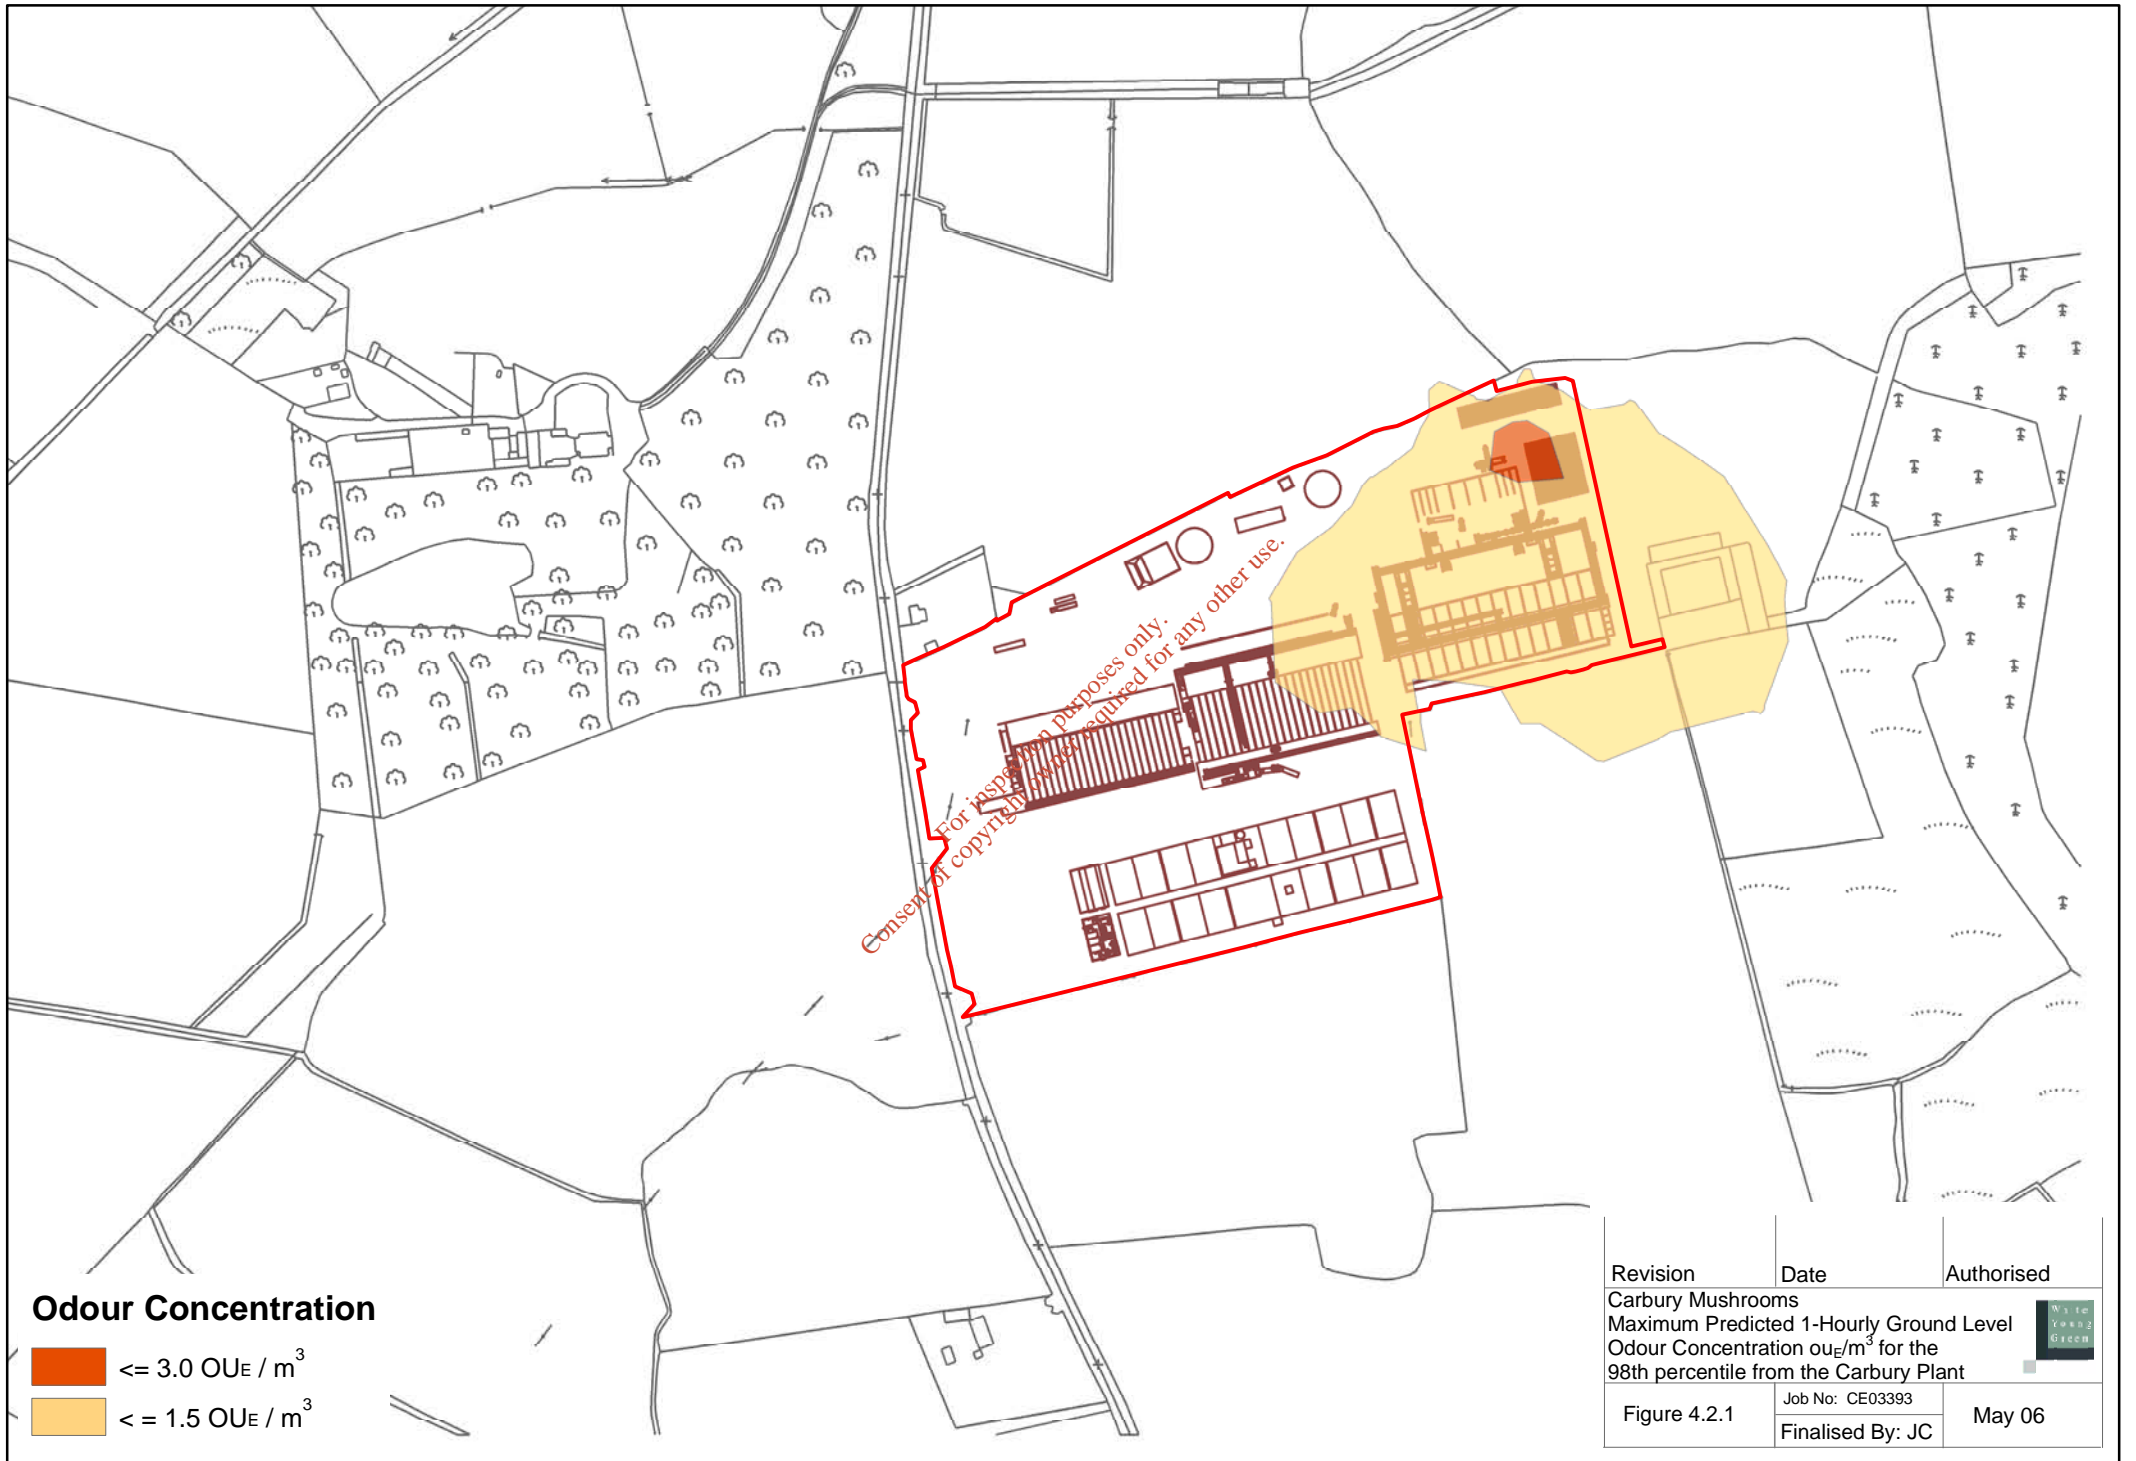 For inspection purposes only.
Consent of copyright owner required for any other use.
Odour Concentration
<= 3.0 OUE / m³
< = 1.5 OUE / m³
Revision
Date
Authorised
Carbury Mushrooms
Maximum Predicted 1-Hourly Ground Level
Odour Concentration ouE/m³ for the
98th percentile from the Carbury Plant
White
Young
Green
Figure 4.2.1
Job No: CE03393
Finalised By: JC
May 06